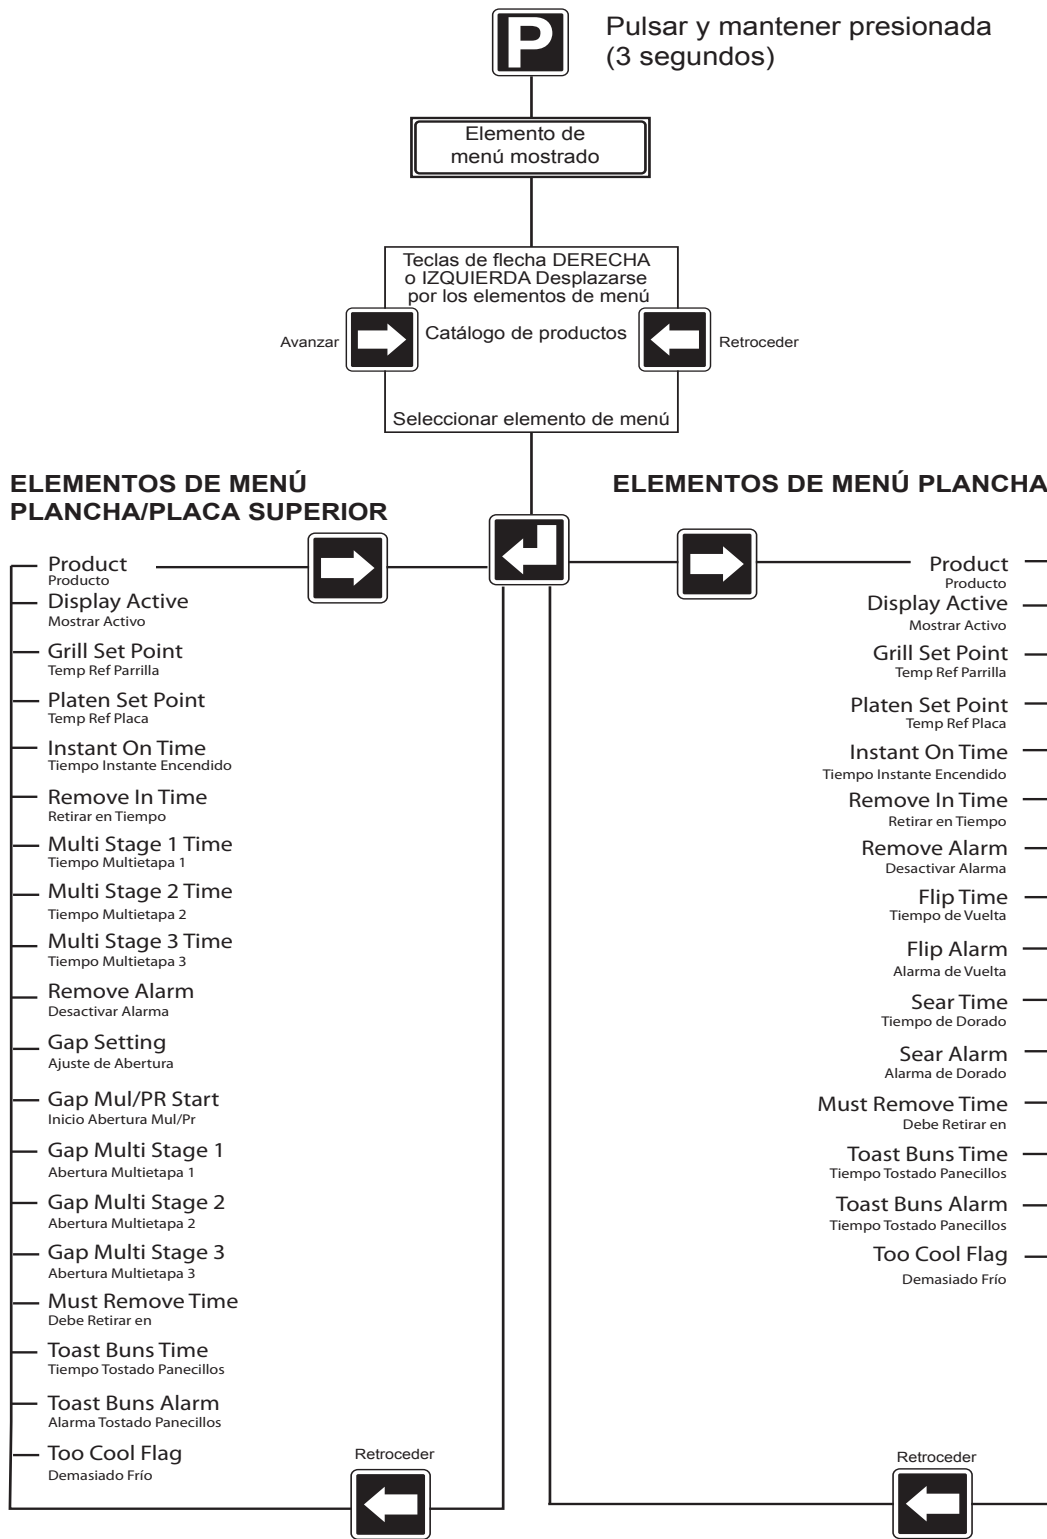 P
Pulsar y mantener presionada
(3 segundos)
Elemento de
menú mostrado
Teclas de flecha DERECHA
o IZQUIERDA Desplazarse
por los elementos de menú
Avanzar
Catálogo de productos
Retroceder
Seleccionar elemento de menú
ELEMENTOS DE MENÚ
PLANCHA/PLACA SUPERIOR
Product
Producto
Display Active
Mostrar Activo
Grill Set Point
Temp Ref Parrilla
Platen Set Point
Temp Ref Placa
Instant On Time
Tiempo Instante Encendido
Remove In Time
Retirar en Tiempo
Multi Stage 1 Time
Tiempo Multietapa 1
Multi Stage 2 Time
Tiempo Multietapa 2
Multi Stage 3 Time
Tiempo Multietapa 3
Remove Alarm
Desactivar Alarma
Gap Setting
Ajuste de Abertura
Gap Mul/PR Start
Inicio Abertura Mul/Pr
Gap Multi Stage 1
Abertura Multietapa 1
Gap Multi Stage 2
Abertura Multietapa 2
Gap Multi Stage 3
Abertura Multietapa 3
Must Remove Time
Debe Retirar en
Toast Buns Time
Tiempo Tostado Panecillos
Toast Buns Alarm
Alarma Tostado Panecillos
Too Cool Flag
Demasiado Frío
Retroceder
ELEMENTOS DE MENÚ PLANCHA
Product
Producto
Display Active
Mostrar Activo
Grill Set Point
Temp Ref Parrilla
Platen Set Point
Temp Ref Placa
Instant On Time
Tiempo Instante Encendido
Remove In Time
Retirar en Tiempo
Remove Alarm
Desactivar Alarma
Flip Time
Tiempo de Vuelta
Flip Alarm
Alarma de Vuelta
Sear Time
Tiempo de Dorado
Sear Alarm
Alarma de Dorado
Must Remove Time
Debe Retirar en
Toast Buns Time
Tiempo Tostado Panecillos
Toast Buns Alarm
Tiempo Tostado Panecillos
Too Cool Flag
Demasiado Frío
Retroceder